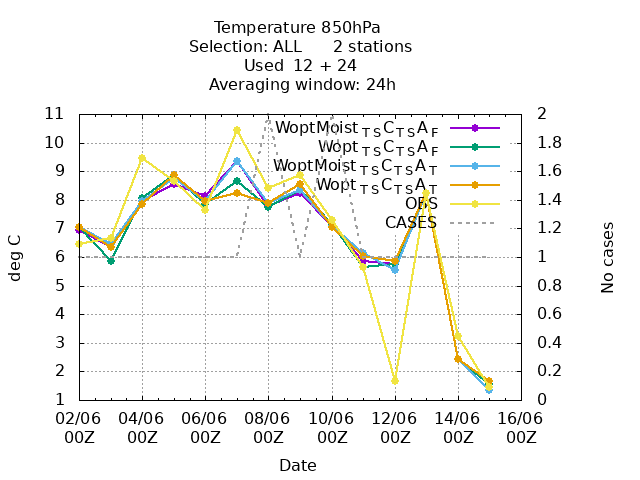 Temperature 850hPa
Selection: ALL 2 stations
Used 12 + 24
Averaging window: 24h
WoptMoist_TS C_TS A_F
Wopt_TS C_TS A_F
WoptMoist_TS C_TS A_T
Wopt_TS C_TS A_T
OBS
CASES
11
10
9
8
7
6
5
4
3
2
1
2
1.8
1.6
1.4
1.2
1
0.8
0.6
0.4
0.2
0
deg C
No cases
02/06 04/06 06/06 08/06 10/06 12/06 14/06 16/06
00Z 00Z 00Z 00Z 00Z 00Z 00Z 00Z
Date